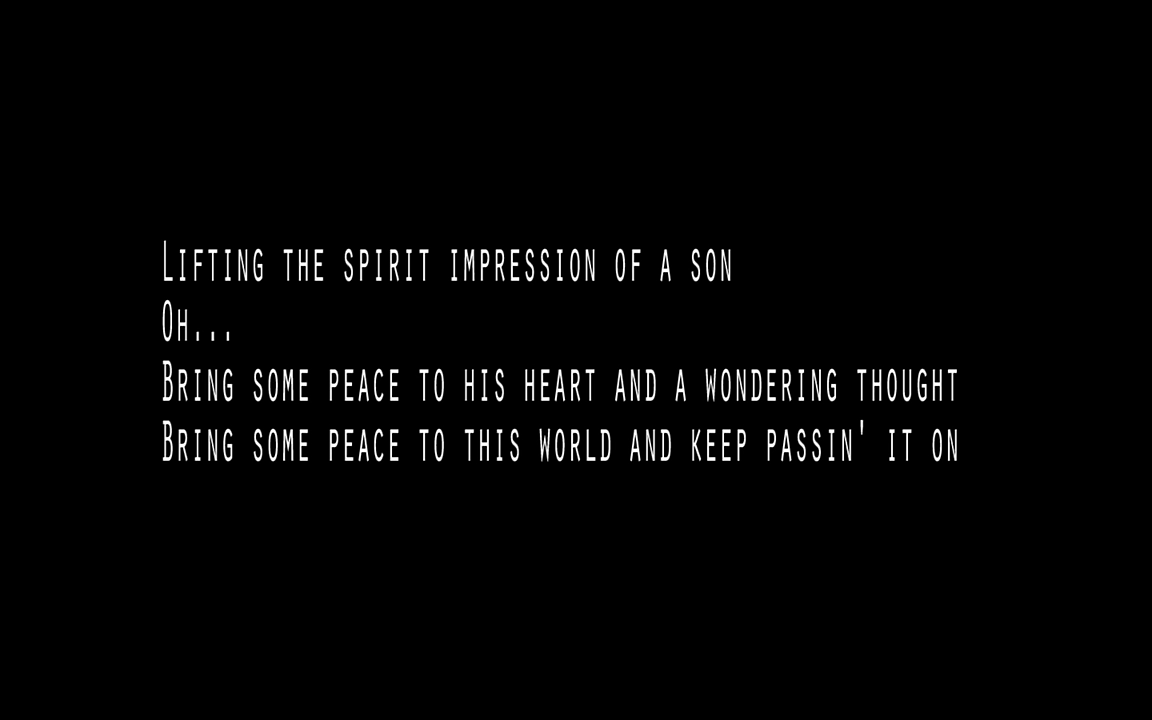 Lifting the spirit impression of a son
Oh...
Bring some peace to his heart and a wondering thought
Bring some peace to this world and keep passin' it on